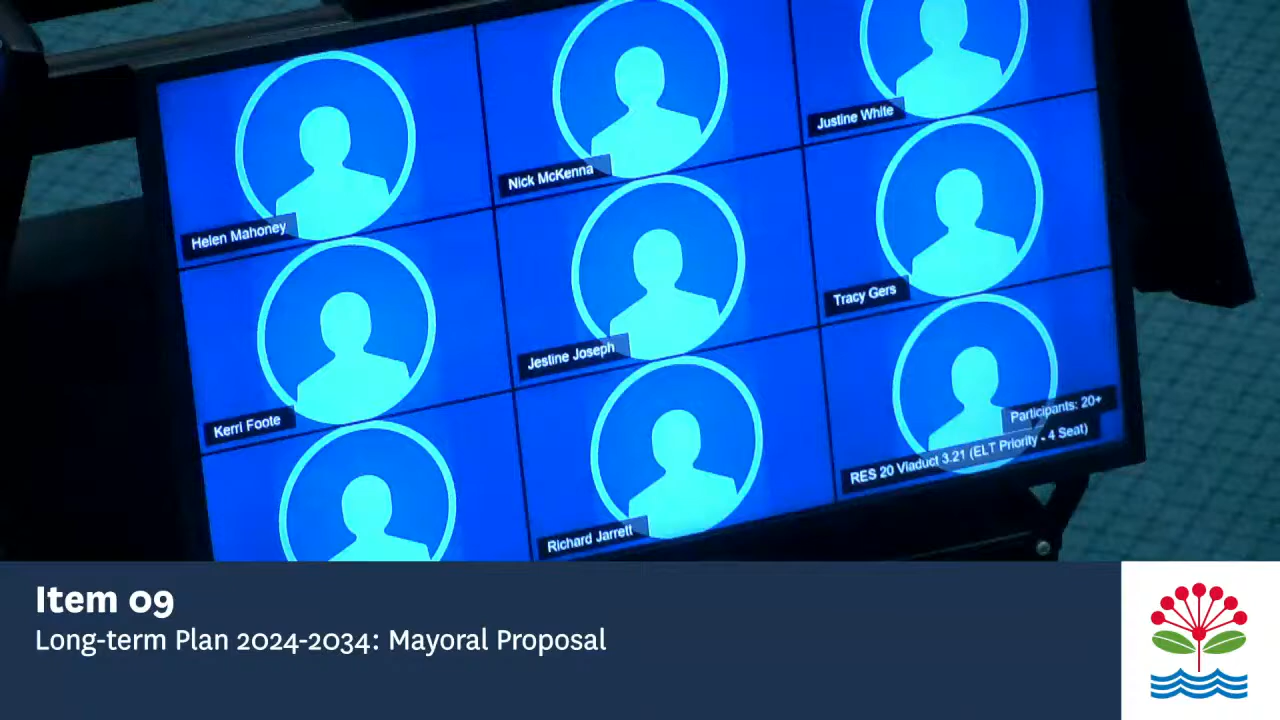 Helen Mahoney
Nick McKenna
Justine White
Kerri Foote
Jestine Joseph
Tracy Gers
Richard Jarrett
Participants: 20+
RES 20 Viaduct 3.21 (ELT Priority - 4 Seat)
Item 09
Long-term Plan 2024-2034: Mayoral Proposal